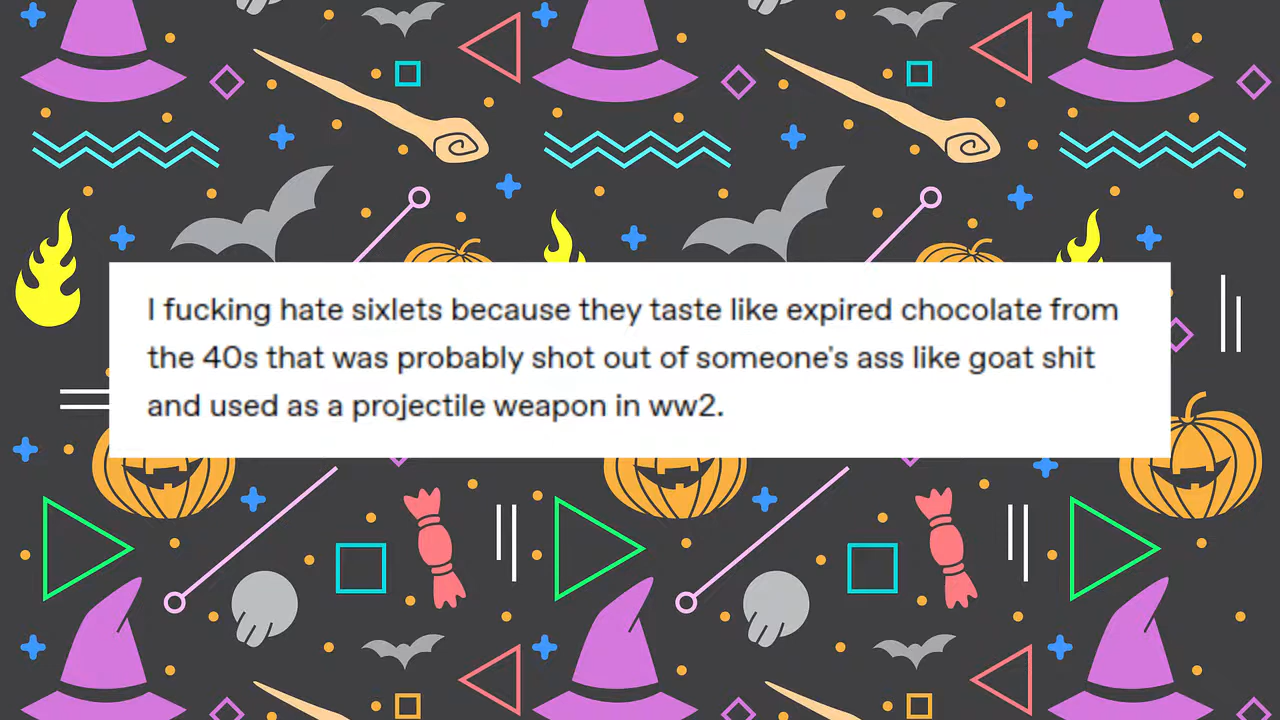 I fucking hate sixlets because they taste like expired chocolate from
the 40s that was probably shot out of someone's ass like goat shit
and used as a projectile weapon in ww2.